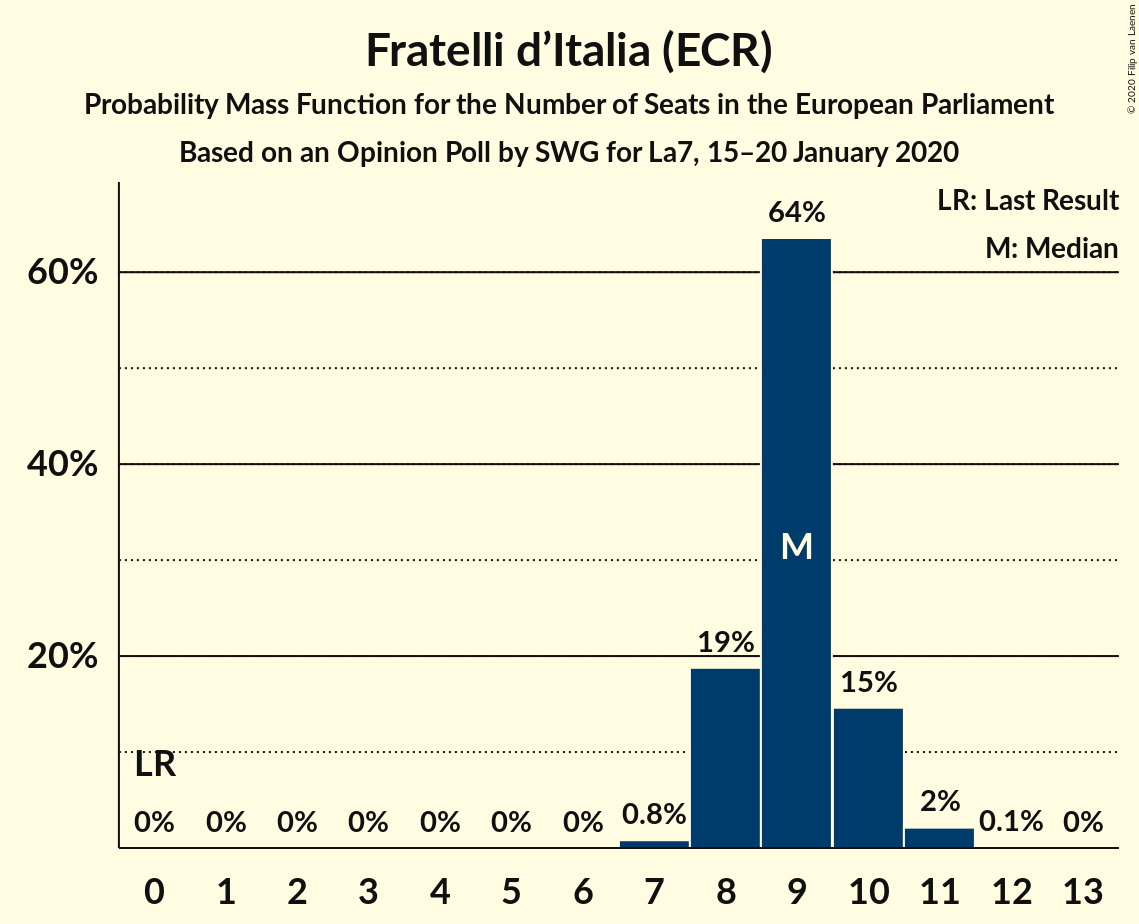 Fratelli d’Italia (ECR)
Probability Mass Function for the Number of Seats in the European Parliament
Based on an Opinion Poll by SWG for La7, 15–20 January 2020
© 2020 Filip van Laenen
LR: Last Result
M: Median
64%
60%
40%
M
19%
20%
15%
LR
0% 0% 0% 0% 0% 0% 0% 0.8% 2% 0.1% 0%
0 1 2 3 4 5 6 7 8 9 10 11 12 13